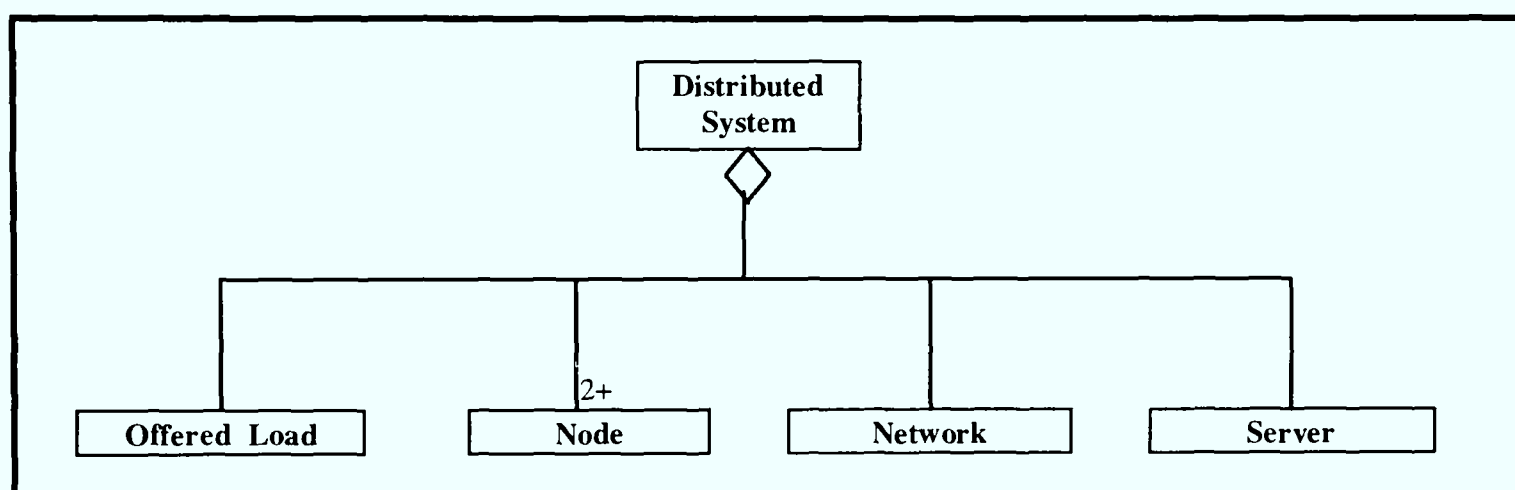 Distributed
System
2+
Offered Load
Node
Network
Server